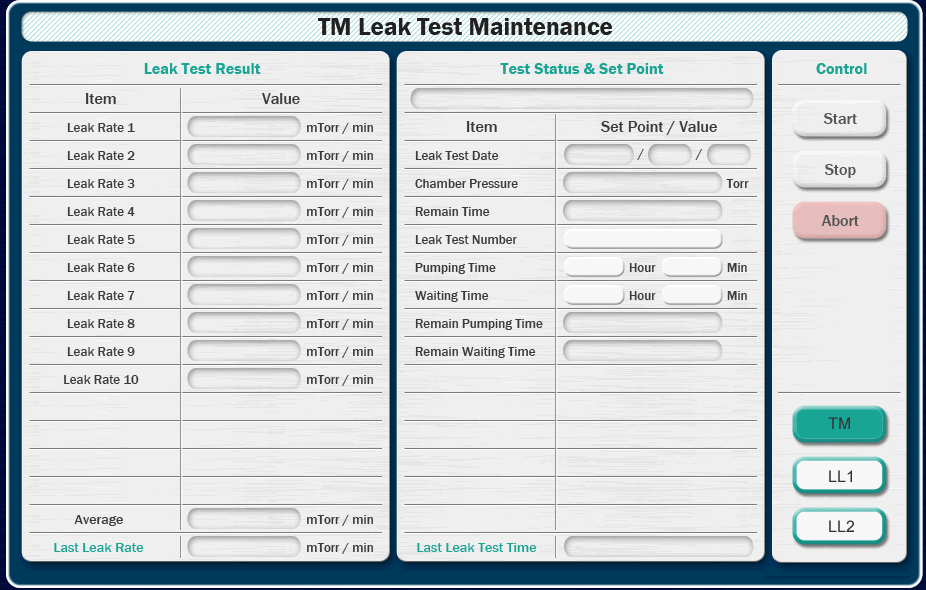 TM Leak Test Maintenance
Leak Test Result
Item Value
Leak Rate 1 mTorr / min
Leak Rate 2 mTorr / min
Leak Rate 3 mTorr / min
Leak Rate 4 mTorr / min
Leak Rate 5 mTorr / min
Leak Rate 6 mTorr / min
Leak Rate 7 mTorr / min
Leak Rate 8 mTorr / min
Leak Rate 9 mTorr / min
Leak Rate 10 mTorr / min
Average mTorr / min
Last Leak Rate mTorr / min
Test Status & Set Point
Item Set Point / Value
Leak Test Date / /
Chamber Pressure Torr
Remain Time
Leak Test Number
Pumping Time Hour Min
Waiting Time Hour Min
Remain Pumping Time
Remain Waiting Time
Last Leak Test Time
Control
Start
Stop
Abort
TM
LL1
LL2